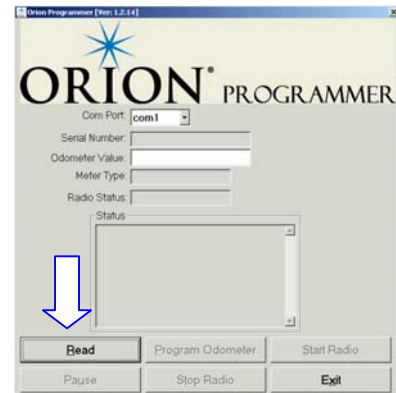 Orion Programmer [Ver: 1.2.14]
ORION® PROGRAMMER
Com Port: com1
Serial Number:
Odometer Value:
Meter Type:
Radio Status:
Status
Read Program Odometer Start Radio
Pause Stop Radio Exit